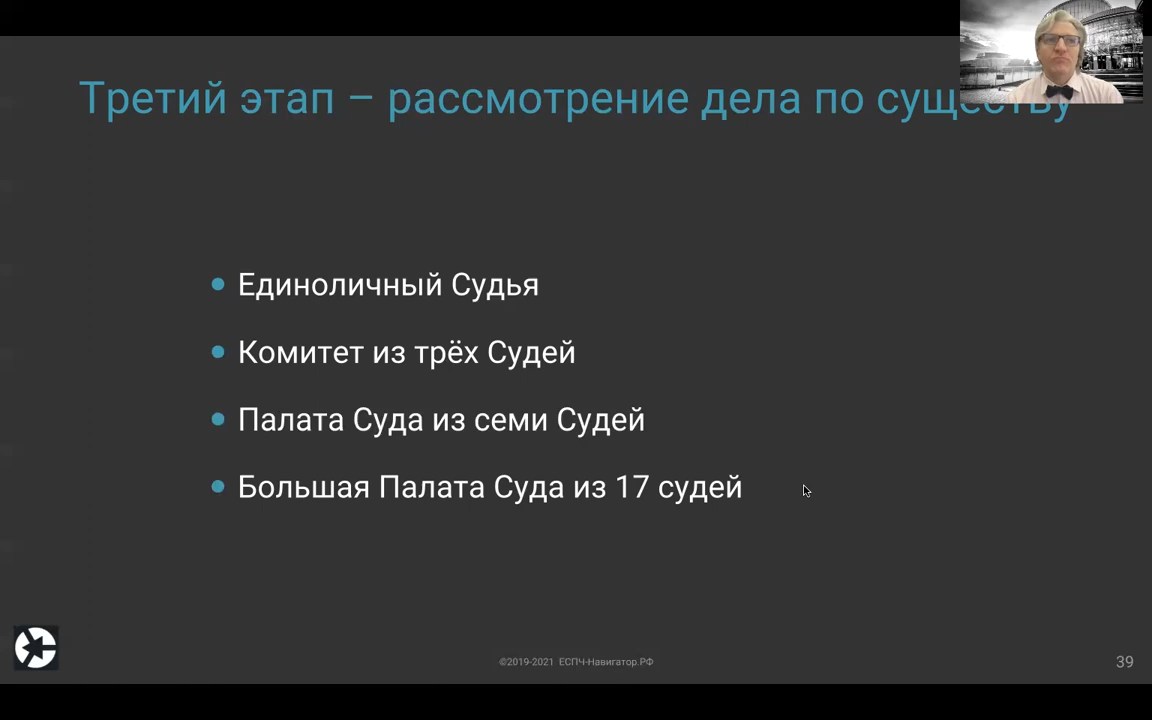 Третий этап – рассмотрение дела по существу
Единоличный Судья
Комитет из трёх Судей
Палата Суда из семи Судей
Большая Палата Суда из 17 судей
©2019-2021 ЕСПЧ-Навигатор.РФ
39